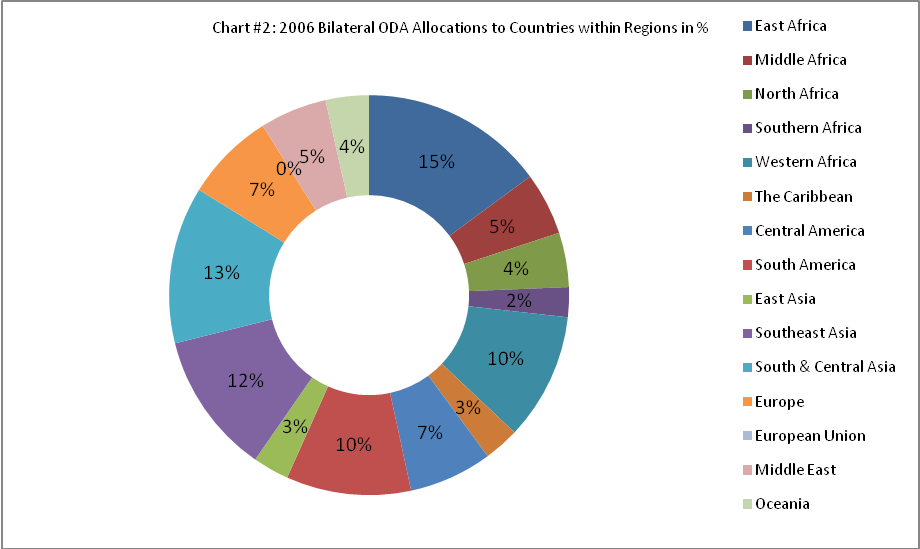 Chart #2: 2006 Bilateral ODA Allocations to Countries within Regions in %
15%
5%
4%
2%
10%
3%
7%
10%
3%
12%
13%
7%
0%
5%
4%
East Africa
Middle Africa
North Africa
Southern Africa
Western Africa
The Caribbean
Central America
South America
East Asia
Southeast Asia
South & Central Asia
Europe
European Union
Middle East
Oceania